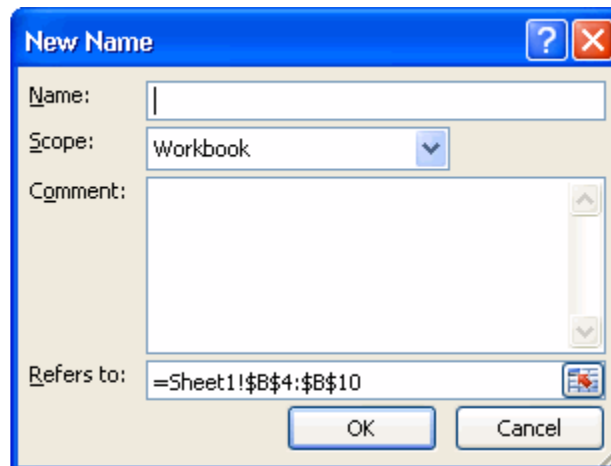 New Name
Name:
Scope: Workbook
Comment:
Refers to: =Sheet1!$B$4:$B$10
OK Cancel